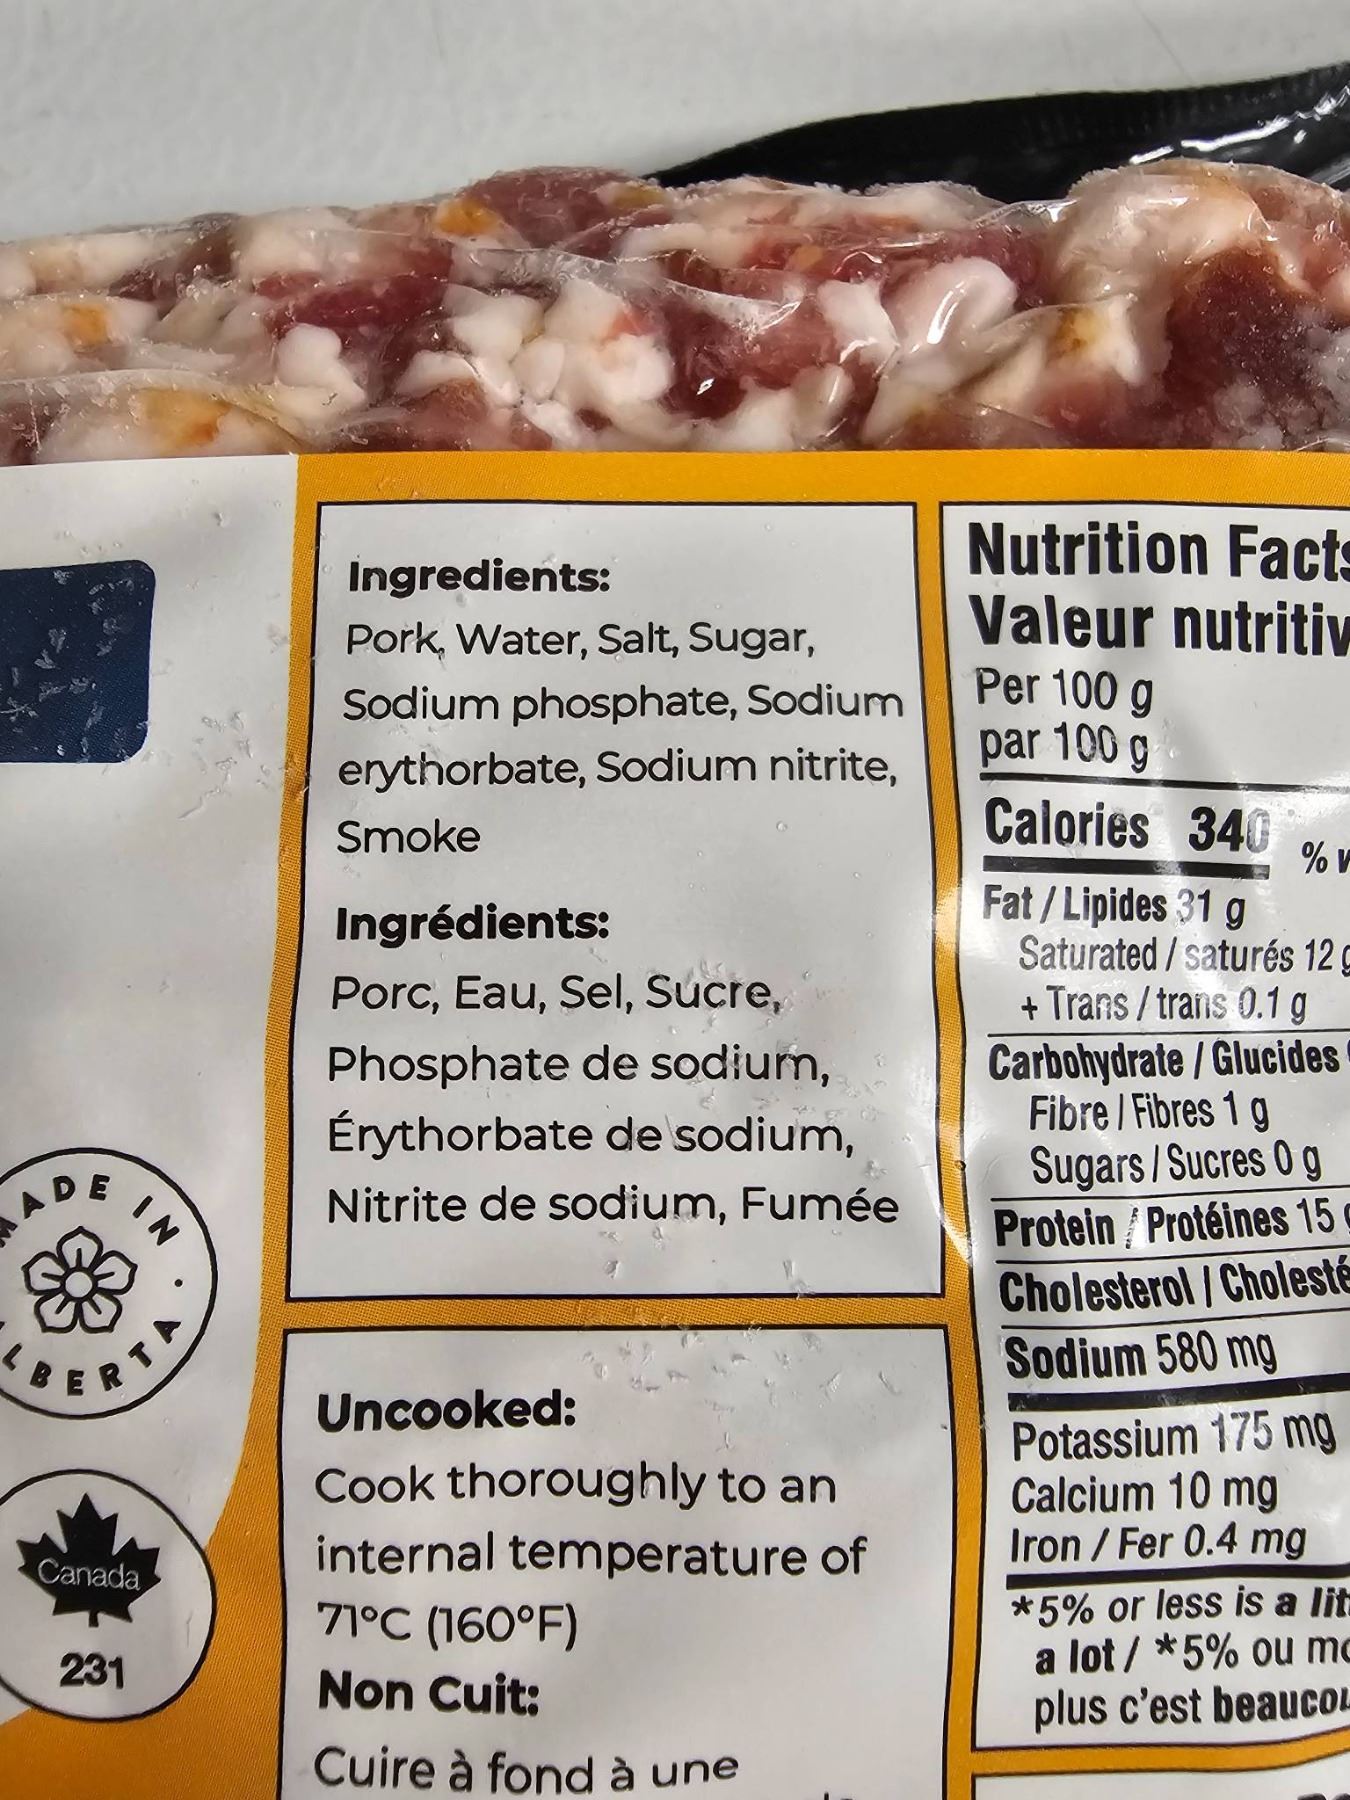 Ingredients:
Pork, Water, Salt, Sugar,
Sodium phosphate, Sodium
erythorbate, Sodium nitrite,
Smoke
Ingrédients:
Porc, Eau, Sel, Sucre,
Phosphate de sodium,
Érythorbate de sodium,
Nitrite de sodium, Fumée
Uncooked:
Cook thoroughly to an
internal temperature of
71°C (160°F)
Non Cuit:
Cuire à fond à une
Nutrition Facts
Valeur nutritiv
Per 100 g
par 100 g
Calories 340
%
Fat / Lipides 31 g
Saturated / saturés 12 g
+ Trans / trans 0.1 g
Carbohydrate / Glucides
Fibre / Fibres 1 g
Sugars / Sucres 0 g
Protein / Protéines 15 g
Cholesterol / Cholesté
Sodium 580 mg
Potassium 175 mg
Calcium 10 mg
Iron / Fer 0.4 mg
*5% or less is a lit
a lot / *5% ou mo
plus c'est beaucou
MADE IN
ALBERTA
Canada
231